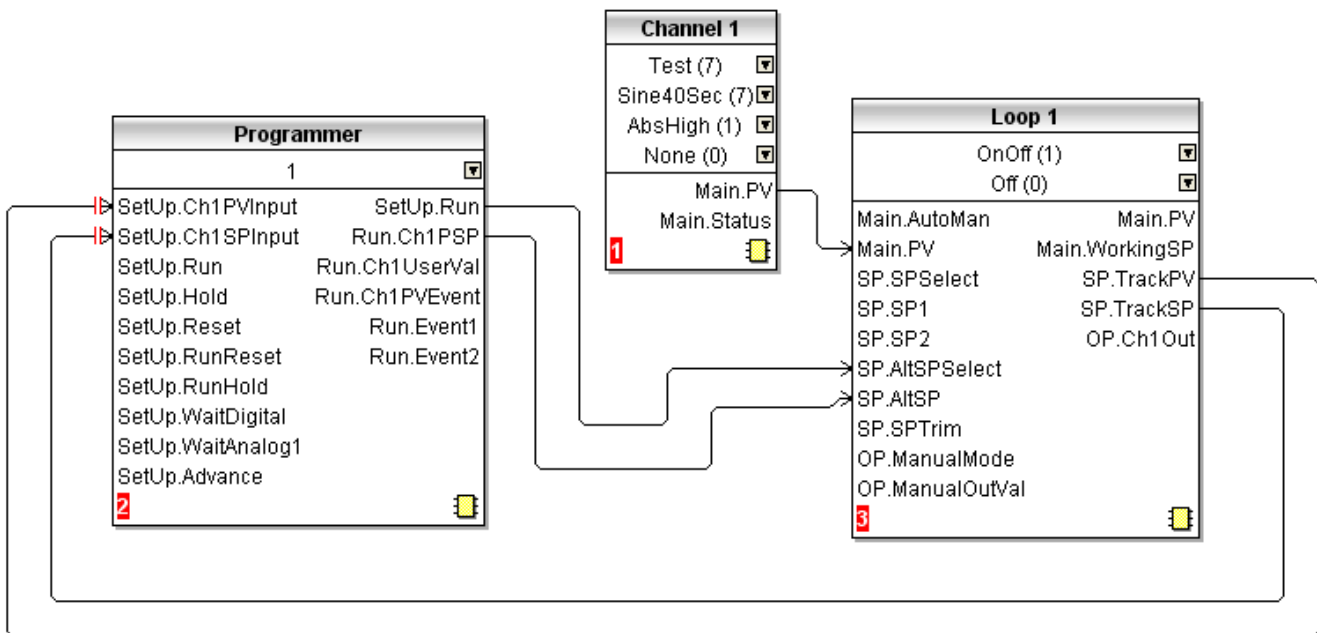 Channel 1
Test (7)
Sine40Sec (7)
AbsHigh (1)
None (0)
Main.PV
Main.Status
1
Programmer
1
SetUp.Ch1PVInput SetUp.Run
SetUp.Ch1SPInput Run.Ch1PSP
SetUp.Run Run.Ch1UserVal
SetUp.Hold Run.Ch1PVEvent
SetUp.Reset Run.Event1
SetUp.RunReset Run.Event2
SetUp.RunHold
SetUp.WaitDigital
SetUp.WaitAnalog1
SetUp.Advance
2
Loop 1
OnOff (1)
Off (0)
Main.AutoMan Main.PV
Main.PV Main.WorkingSP
SP.SPSelect SP.TrackPV
SP.SP1 SP.TrackSP
SP.SP2 OP.Ch1Out
SP.AltSPSelect
SP.AltSP
SP.SPTrim
OP.ManualMode
OP.ManualOutVal
3